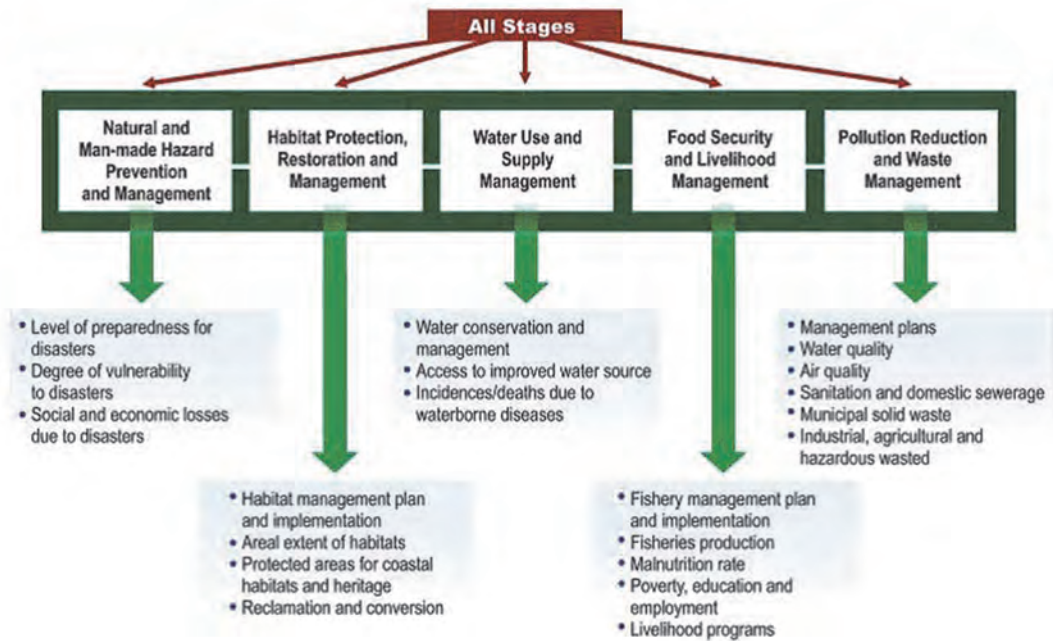 All Stages
Natural and
Man-made Hazard
Prevention
and Management
Habitat Protection,
Restoration and
Management
Water Use and
Supply
Management
Food Security
and Livelihood
Management
Pollution Reduction
and Waste
Management
• Level of preparedness for
disasters
• Degree of vulnerability
to disasters
• Social and economic losses
due to disasters
• Water conservation and
management
• Access to improved water source
• Incidences/deaths due to
waterborne diseases
• Management plans
• Water quality
• Air quality
• Sanitation and domestic sewerage
• Municipal solid waste
• Industrial, agricultural and
hazardous wasted
• Habitat management plan
and implementation
• Areal extent of habitats
• Protected areas for coastal
habitats and heritage
• Reclamation and conversion
• Fishery management plan
and implementation
• Fisheries production
• Malnutrition rate
• Poverty, education and
employment
• Livelihood programs